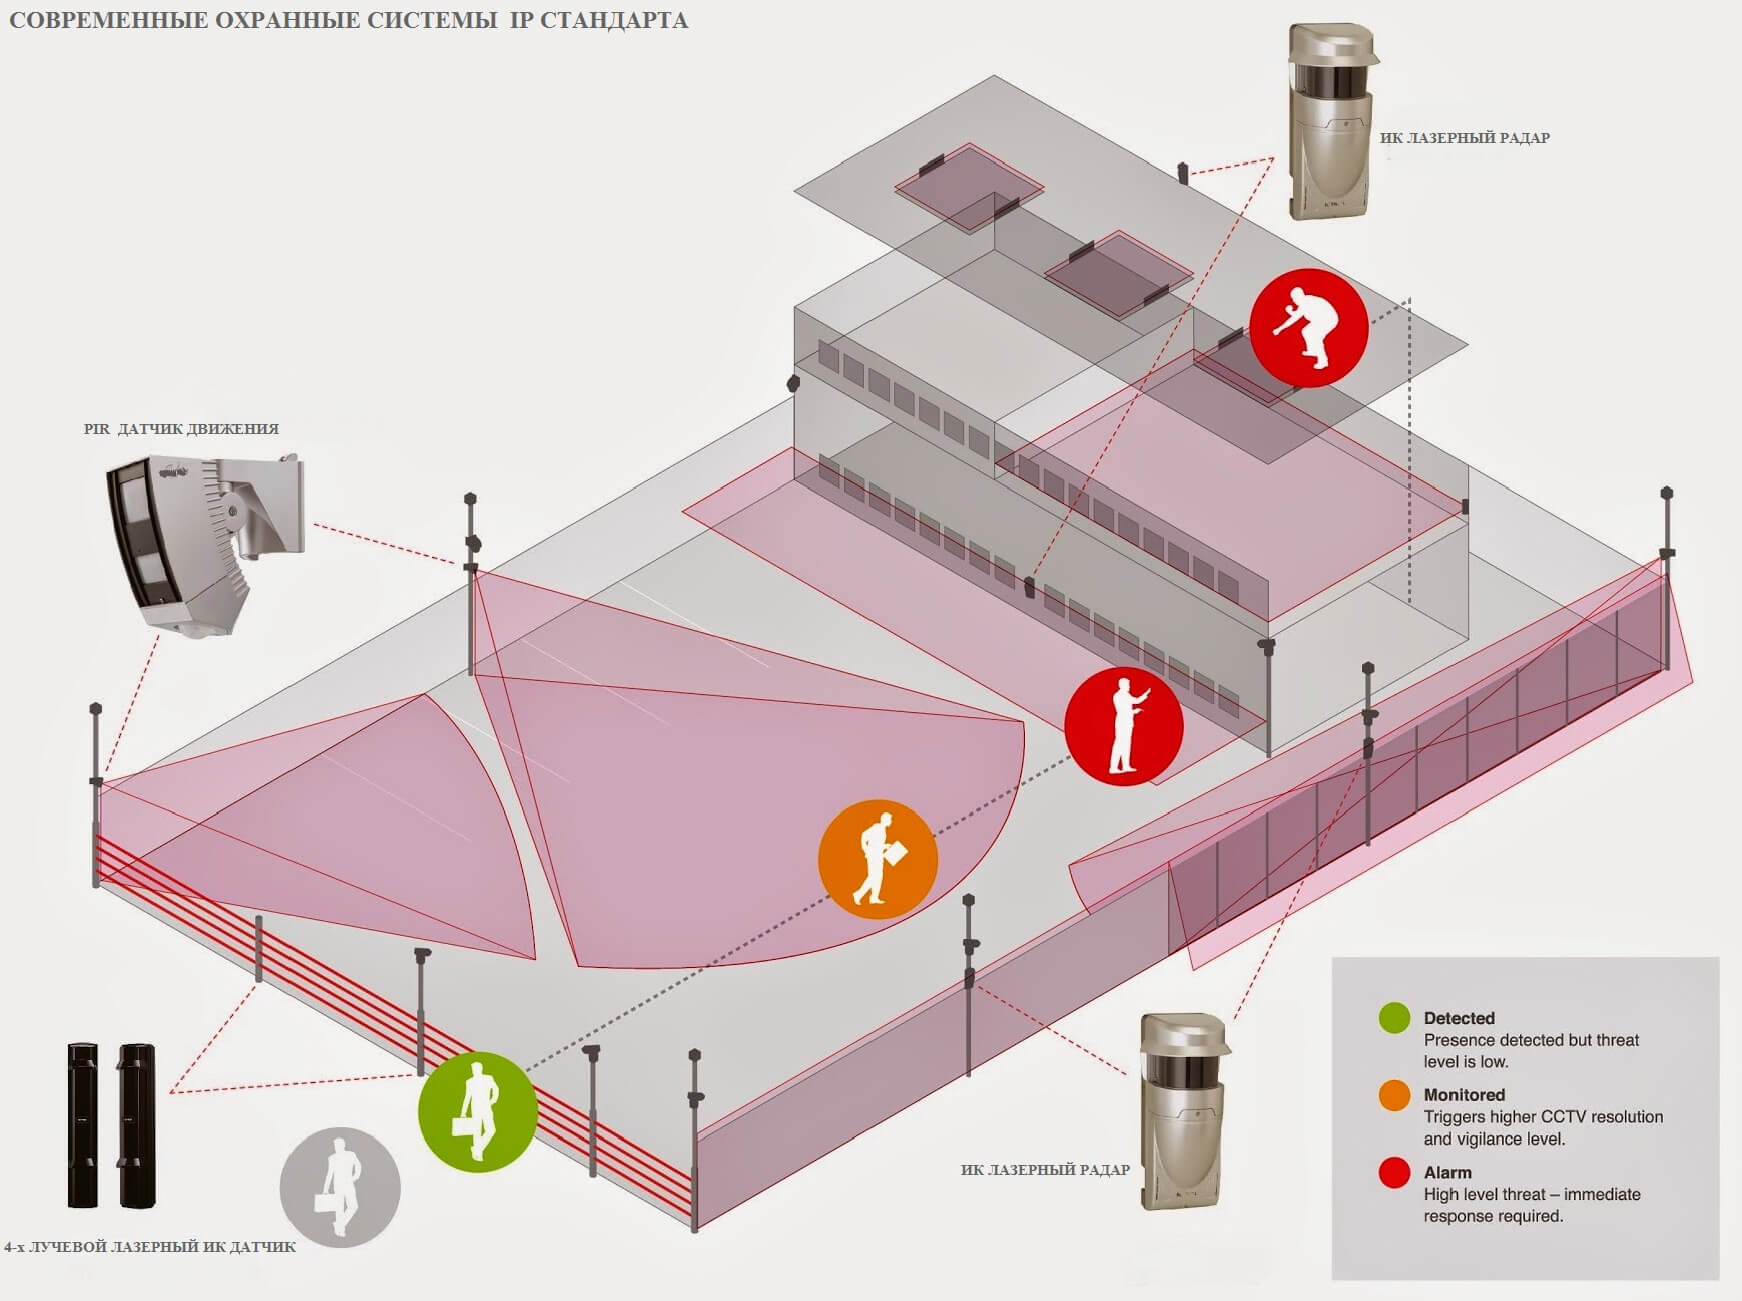 СОВРЕМЕННЫЕ ОХРАННЫЕ СИСТЕМЫ IP СТАНДАРТА
ИК ЛАЗЕРНЫЙ РАДАР
PIR ДАТЧИК ДВИЖЕНИЯ
Detected
Presence detected but threat
level is low.
Monitored
Triggers higher CCTV resolution
and vigilance level.
Alarm
High level threat – immediate
response required.
ИК ЛАЗЕРНЫЙ РАДАР
4-х ЛУЧЕВОЙ ЛАЗЕРНЫЙ ИК ДАТЧИК